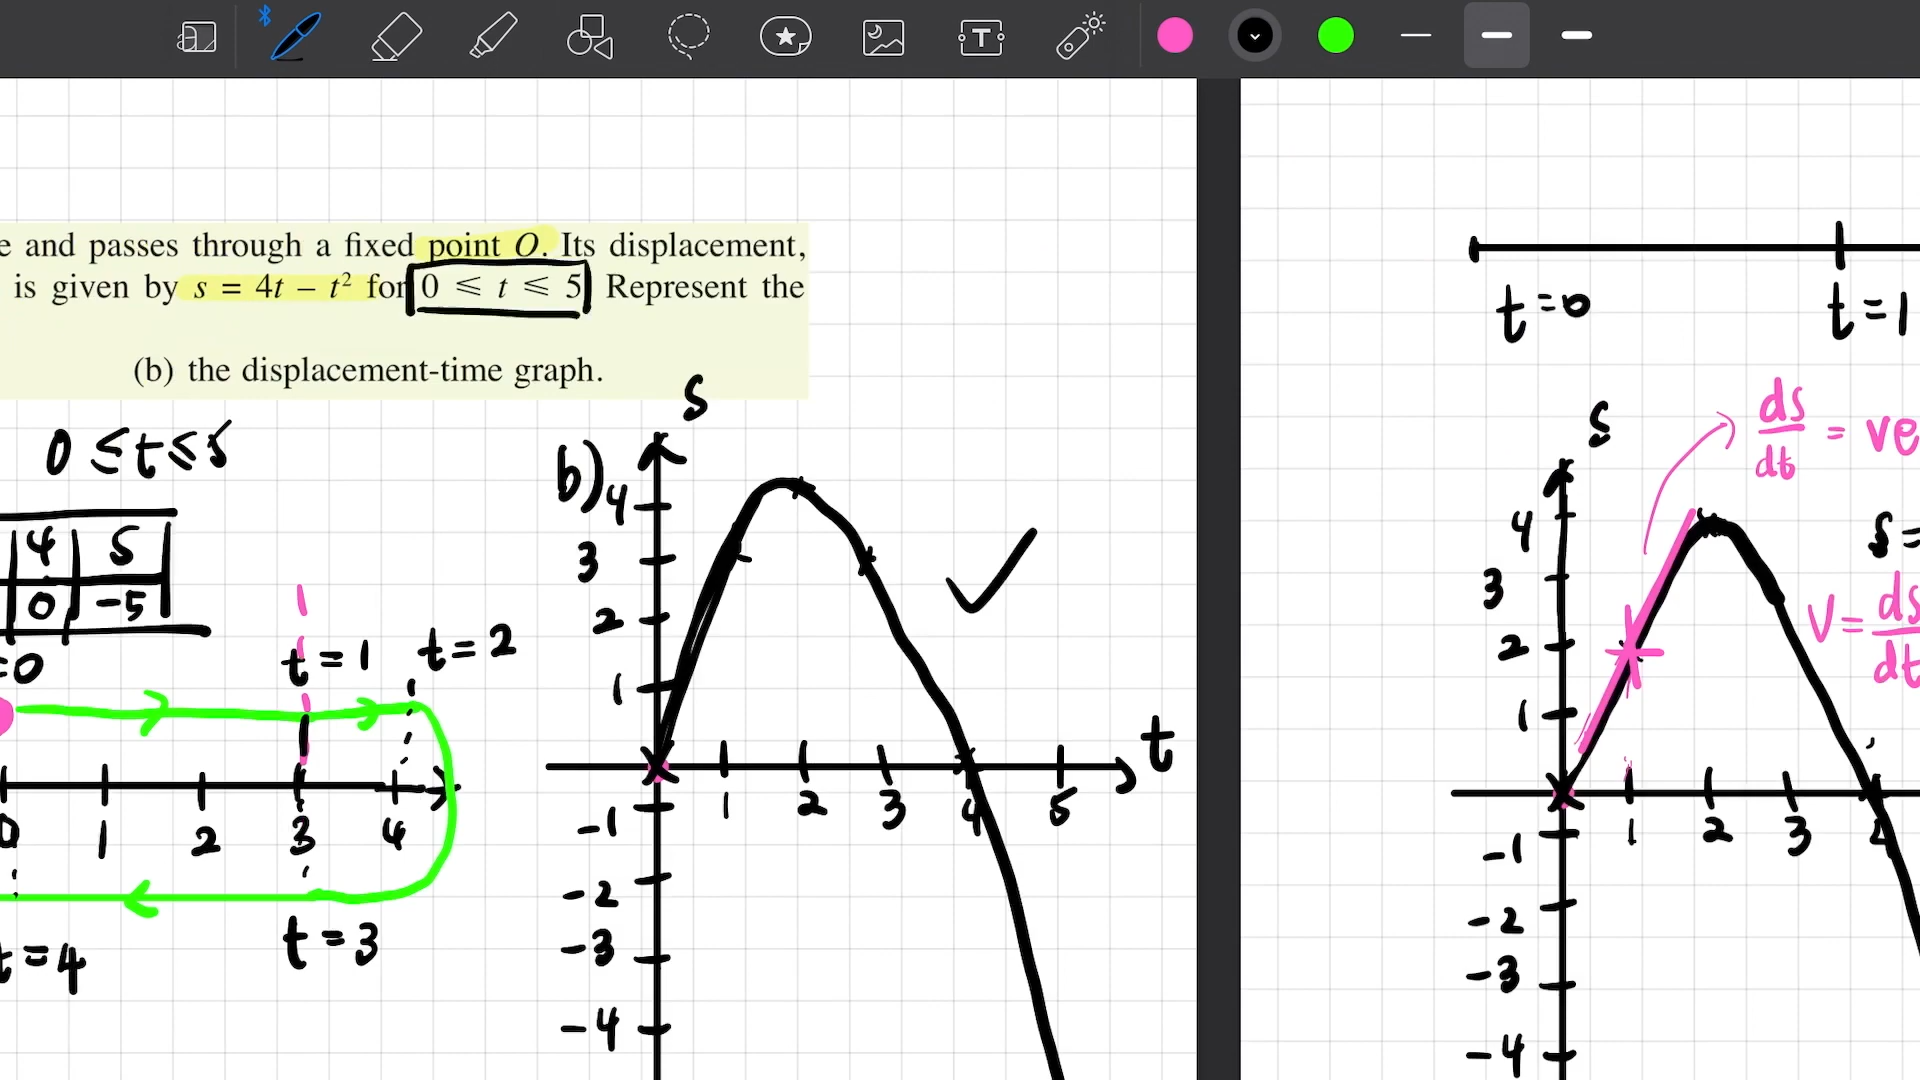 e and passes through a fixed point O. Its displacement,
is given by s = 4t – t² for 0 ⩽ t ⩽ 5. Represent the
(b) the displacement-time graph.
0 ≤ t ≤ 5
4 5
0 -5
=0
t=1 t=2
0 1 2 3 4
t=3
t=4
b)
s
4
3
2
1
t
1 2 3 4 5
-1
-2
-3
-4
t=0 t=1
ds/dt = ve
s
4
s=
3
v = ds/dt
2
1
1 2 3 4
-1
-2
-3
-4
T